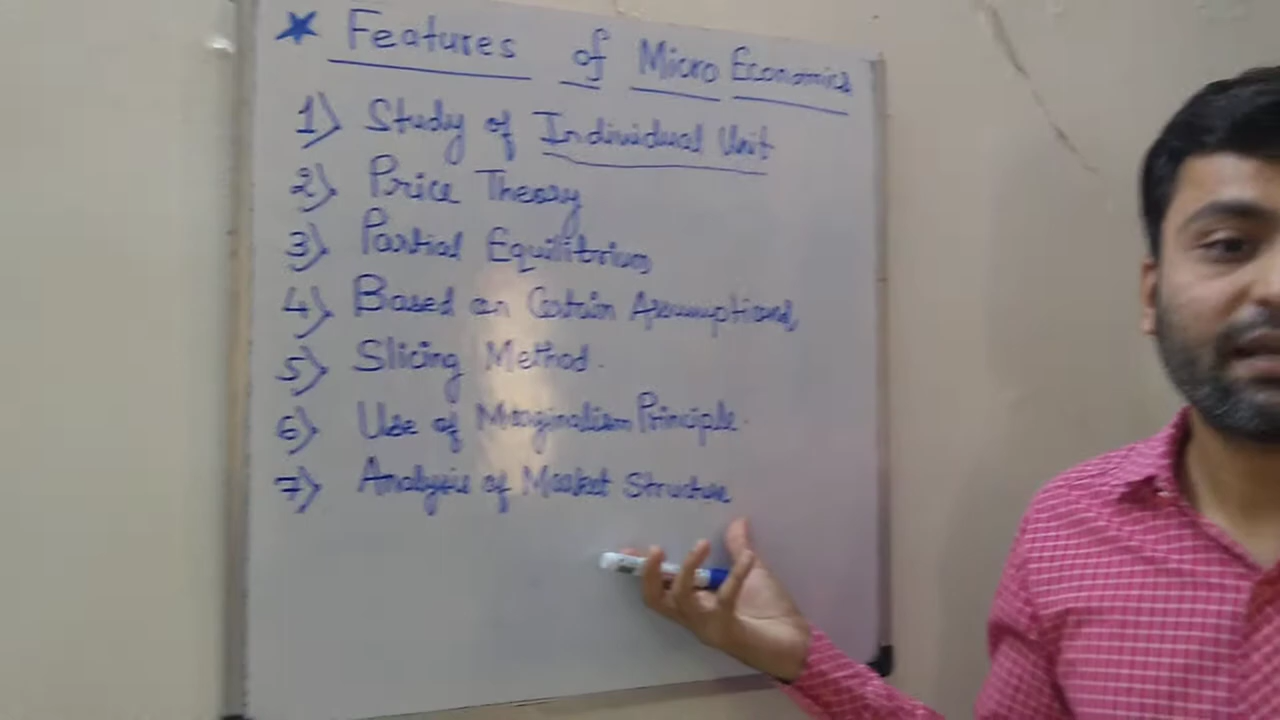 ★ Features of Micro Economics
1) Study of Individual Unit
2) Price Theory
3) Partial Equilibrium
4) Based on Certain Assumptions
5) Slicing Method.
6) Use of Marginalism Principle.
7) Analysis of Market Structure